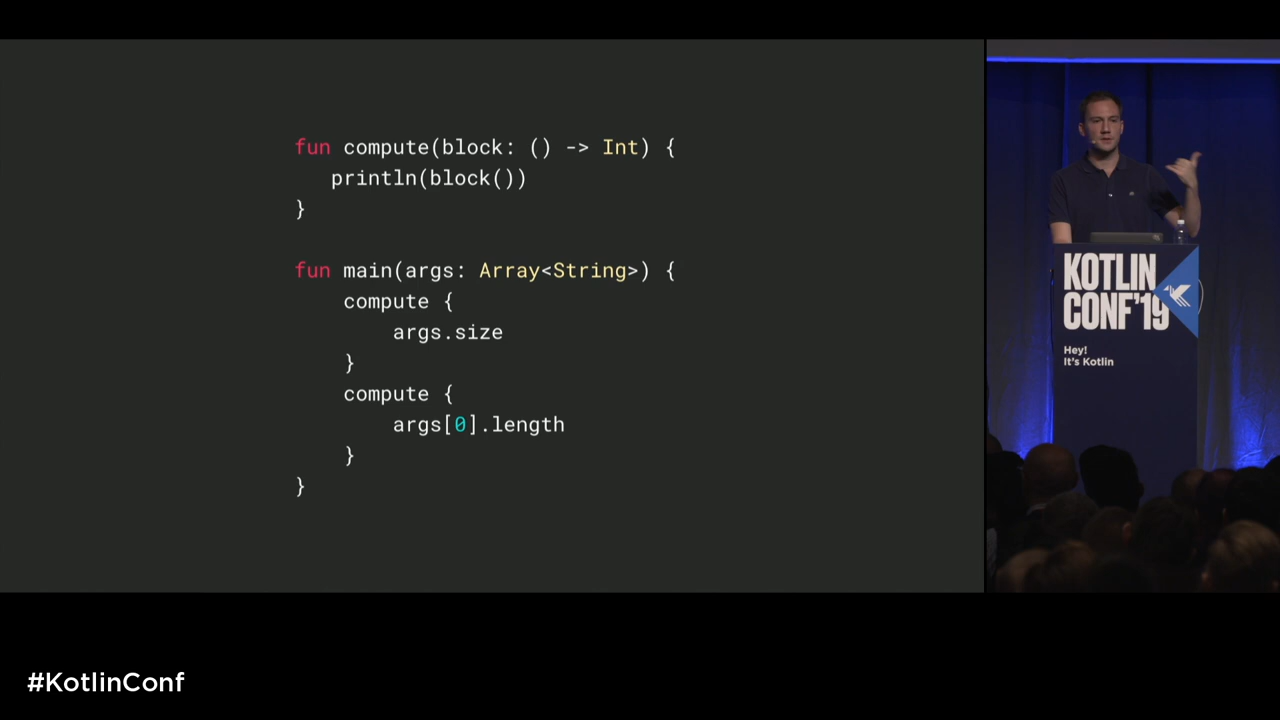 fun compute(block: () -> Int) {
   println(block())
}

fun main(args: Array<String>) {
    compute {
        args.size
    }
    compute {
        args[0].length
    }
}
KOTLIN
CONF'19
Hey!
It's Kotlin
#KotlinConf